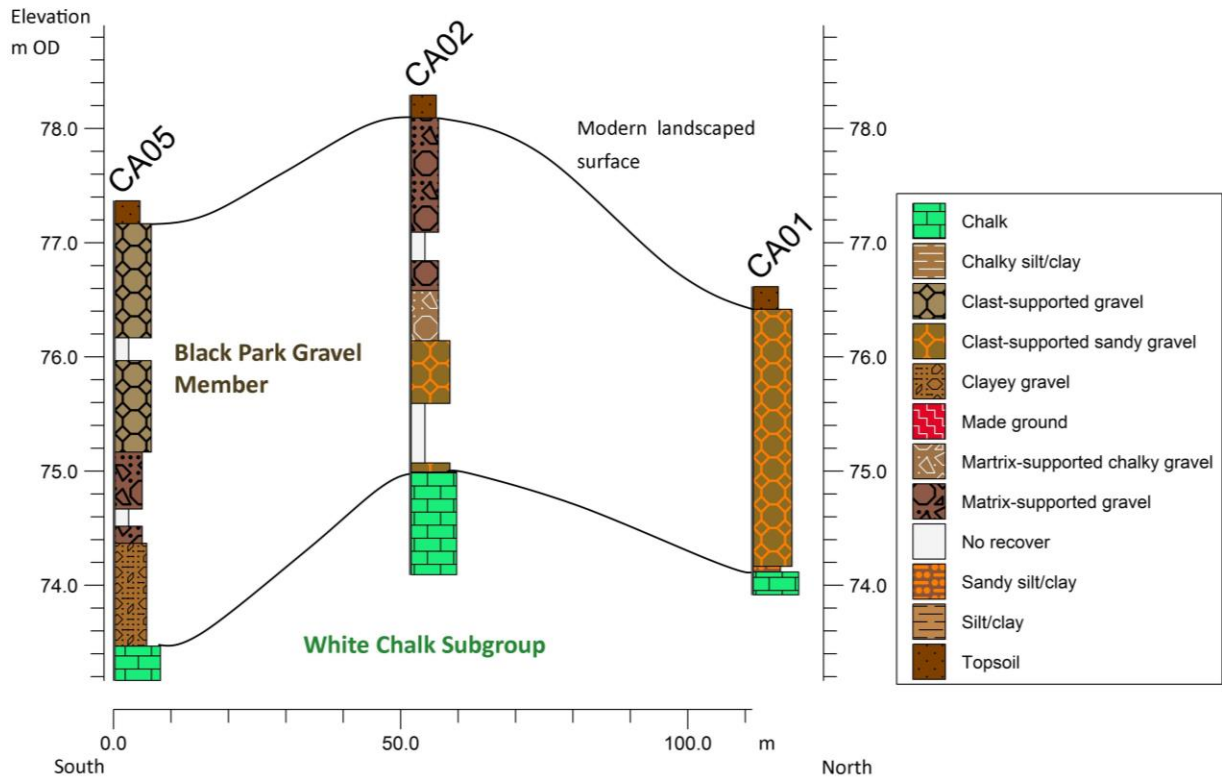 Elevation
m OD
CA05
CA02
CA01
78.0
77.0
76.0
75.0
74.0
78.0
77.0
76.0
75.0
74.0
Modern landscaped
surface
Black Park Gravel
Member
White Chalk Subgroup
Chalk
Chalky silt/clay
Clast-supported gravel
Clast-supported sandy gravel
Clayey gravel
Made ground
Martrix-supported chalky gravel
Matrix-supported gravel
No recover
Sandy silt/clay
Silt/clay
Topsoil
0.0
50.0
100.0
m
South
North